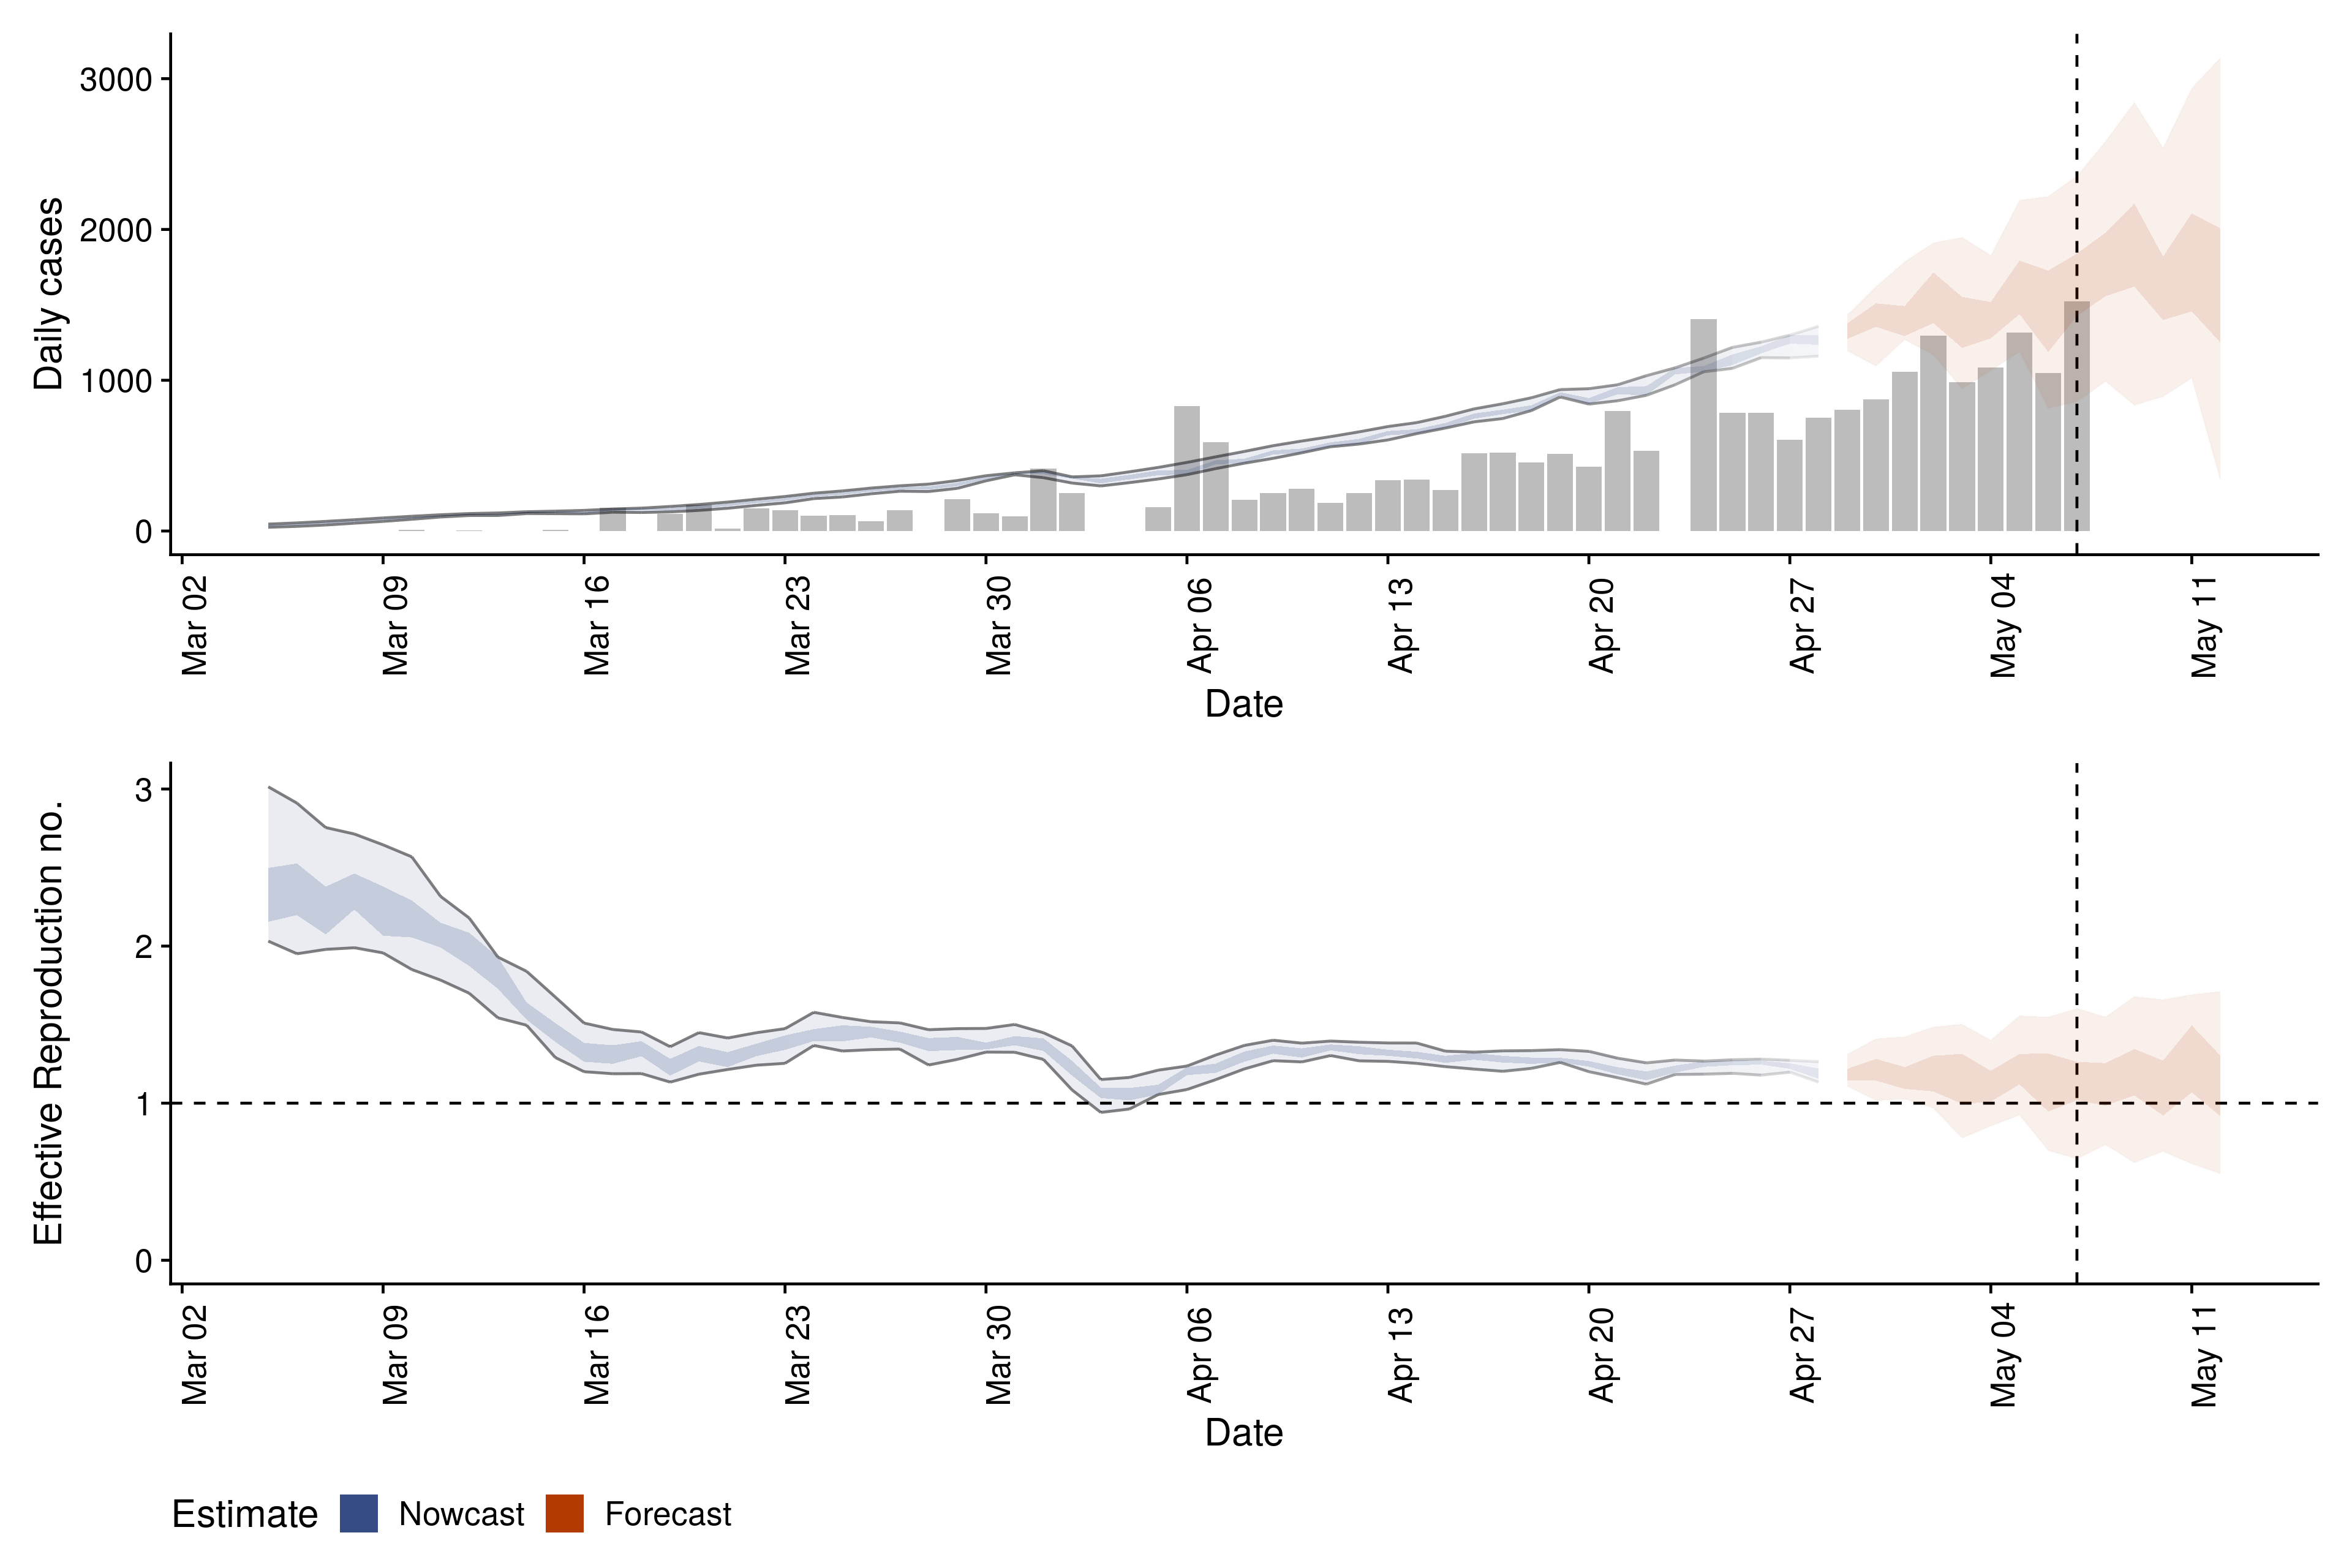 Daily cases
3000
2000
1000
0
Mar 02
Mar 09
Mar 16
Mar 23
Mar 30
Apr 06
Apr 13
Apr 20
Apr 27
May 04
May 11
Date
Effective Reproduction no.
3
2
1
0
Mar 02
Mar 09
Mar 16
Mar 23
Mar 30
Apr 06
Apr 13
Apr 20
Apr 27
May 04
May 11
Date
Estimate Nowcast Forecast